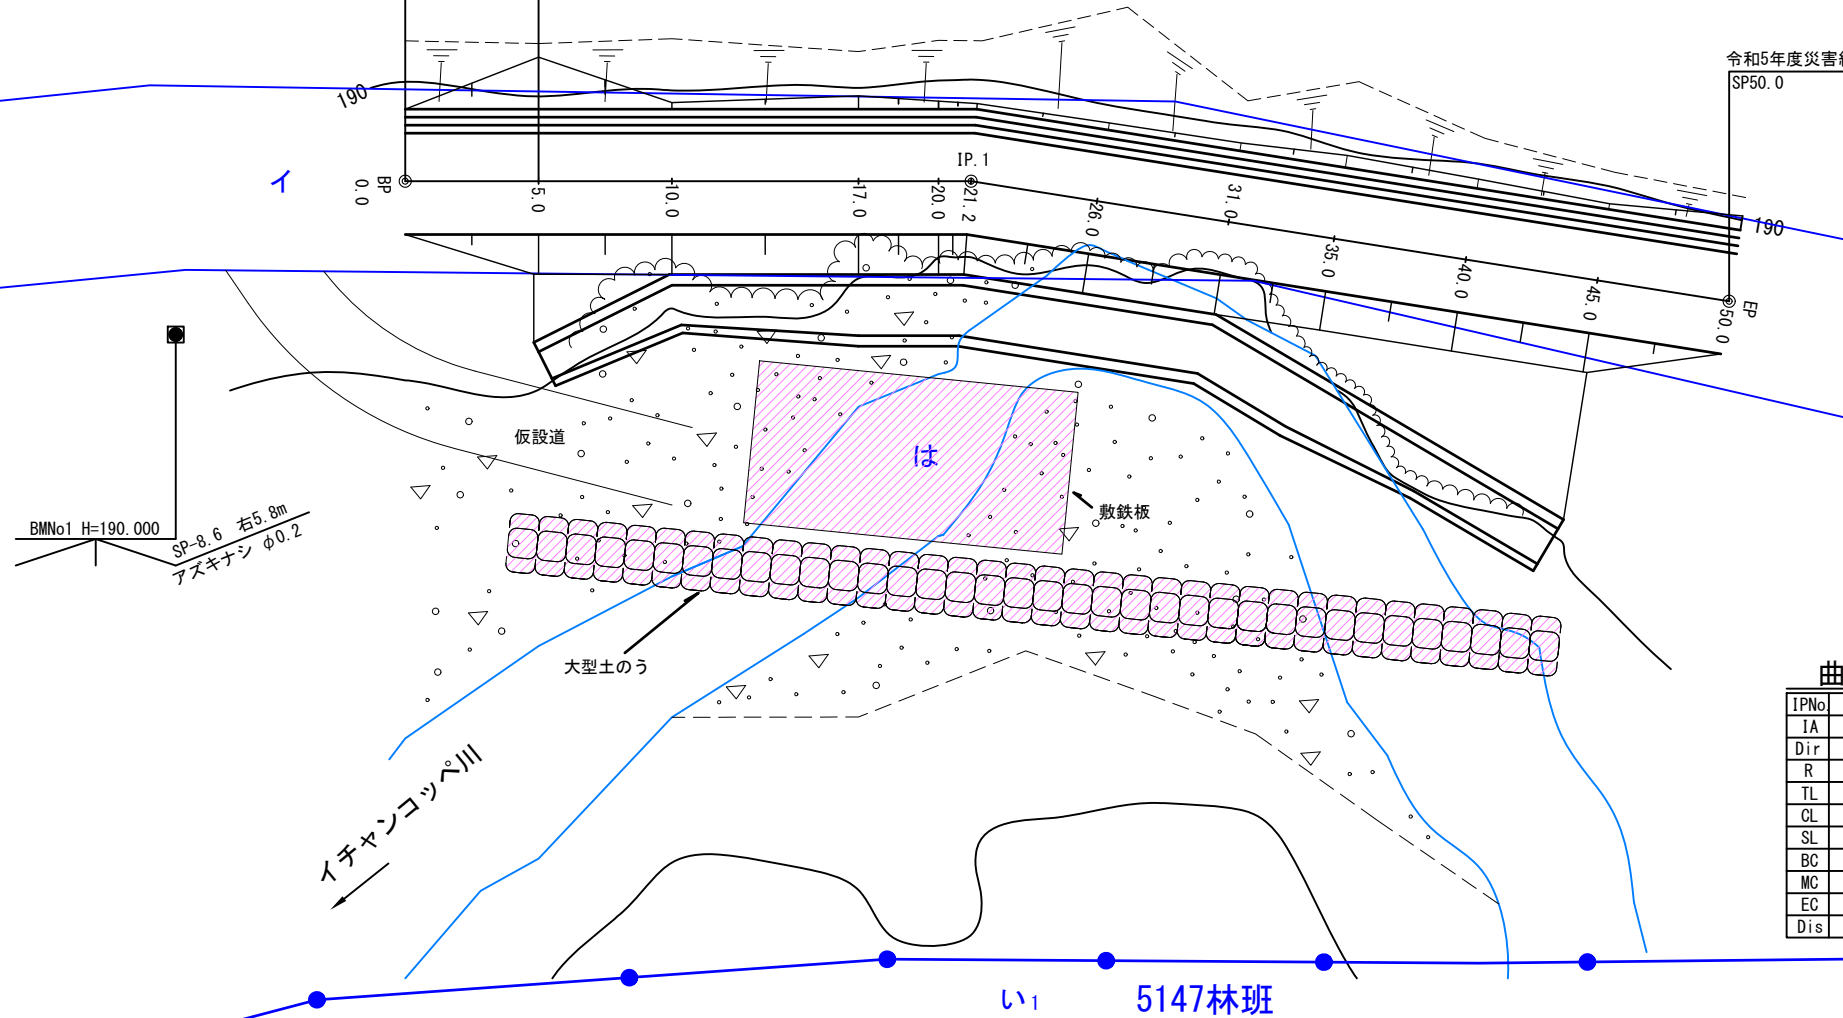 令和5年度災害
SP50.0
190
IP.1
イ
BP
0.0
5.0
10.0
17.0
20.0
21.2
26.0
31.0
35.0
40.0
45.0
50.0
EP
190
仮設道
は
敷鉄板
BMNo1 H=190.000
SP-8.6 右5.8m
アズキナシ φ0.2
大型土のう
イチャンコッペ川
曲
IPNo.
IA
Dir
R
TL
CL
SL
BC
MC
EC
Dis
い1
5147林班